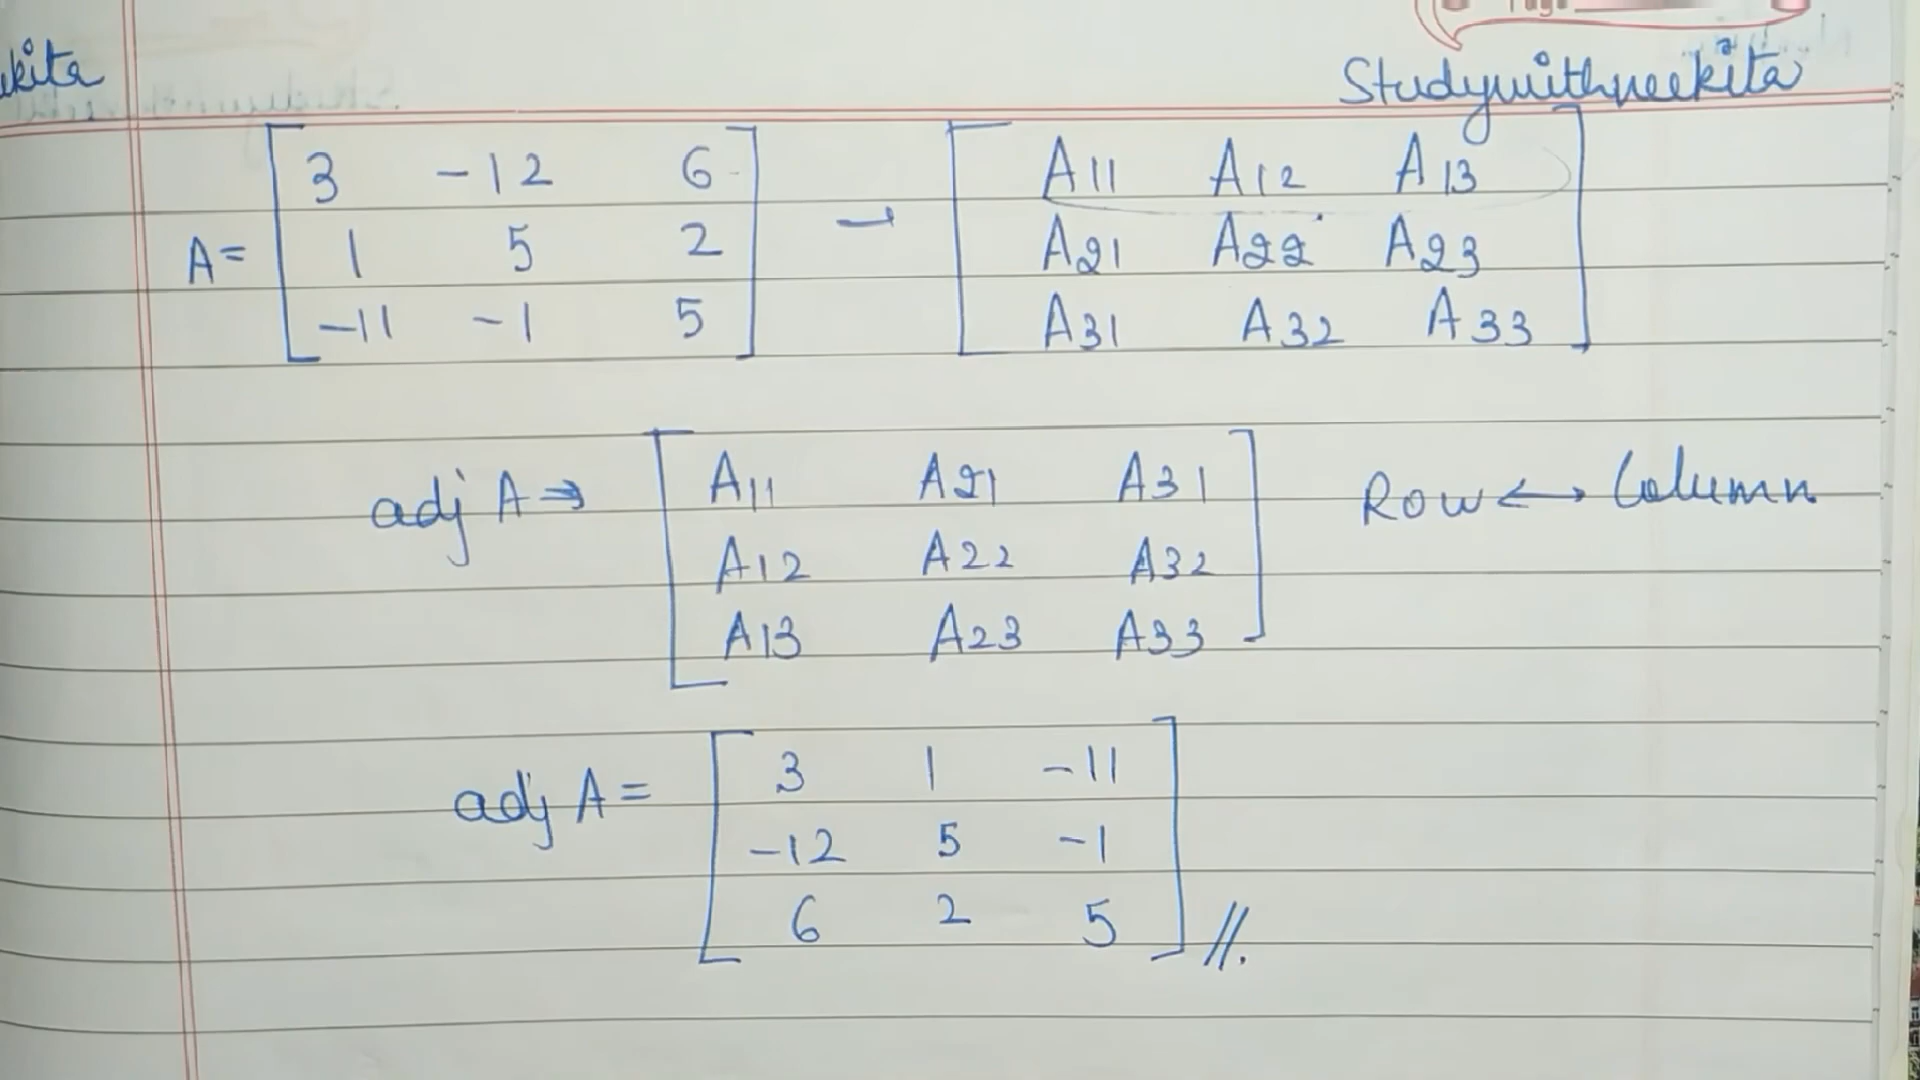 Studywithneekita
A = [ 3 -12 6 ] → [ A11 A12 A13 ]
[ 1 5 2 ] [ A21 A22 A23 ]
[ -11 -1 5 ] [ A31 A32 A33 ]
adj A ⇒ [ A11 A21 A31 ] Row ↔ Column
[ A12 A22 A32 ]
[ A13 A23 A33 ]
adj A = [ 3 1 -11 ]
[ -12 5 -1 ]
[ 6 2 5 ] //.